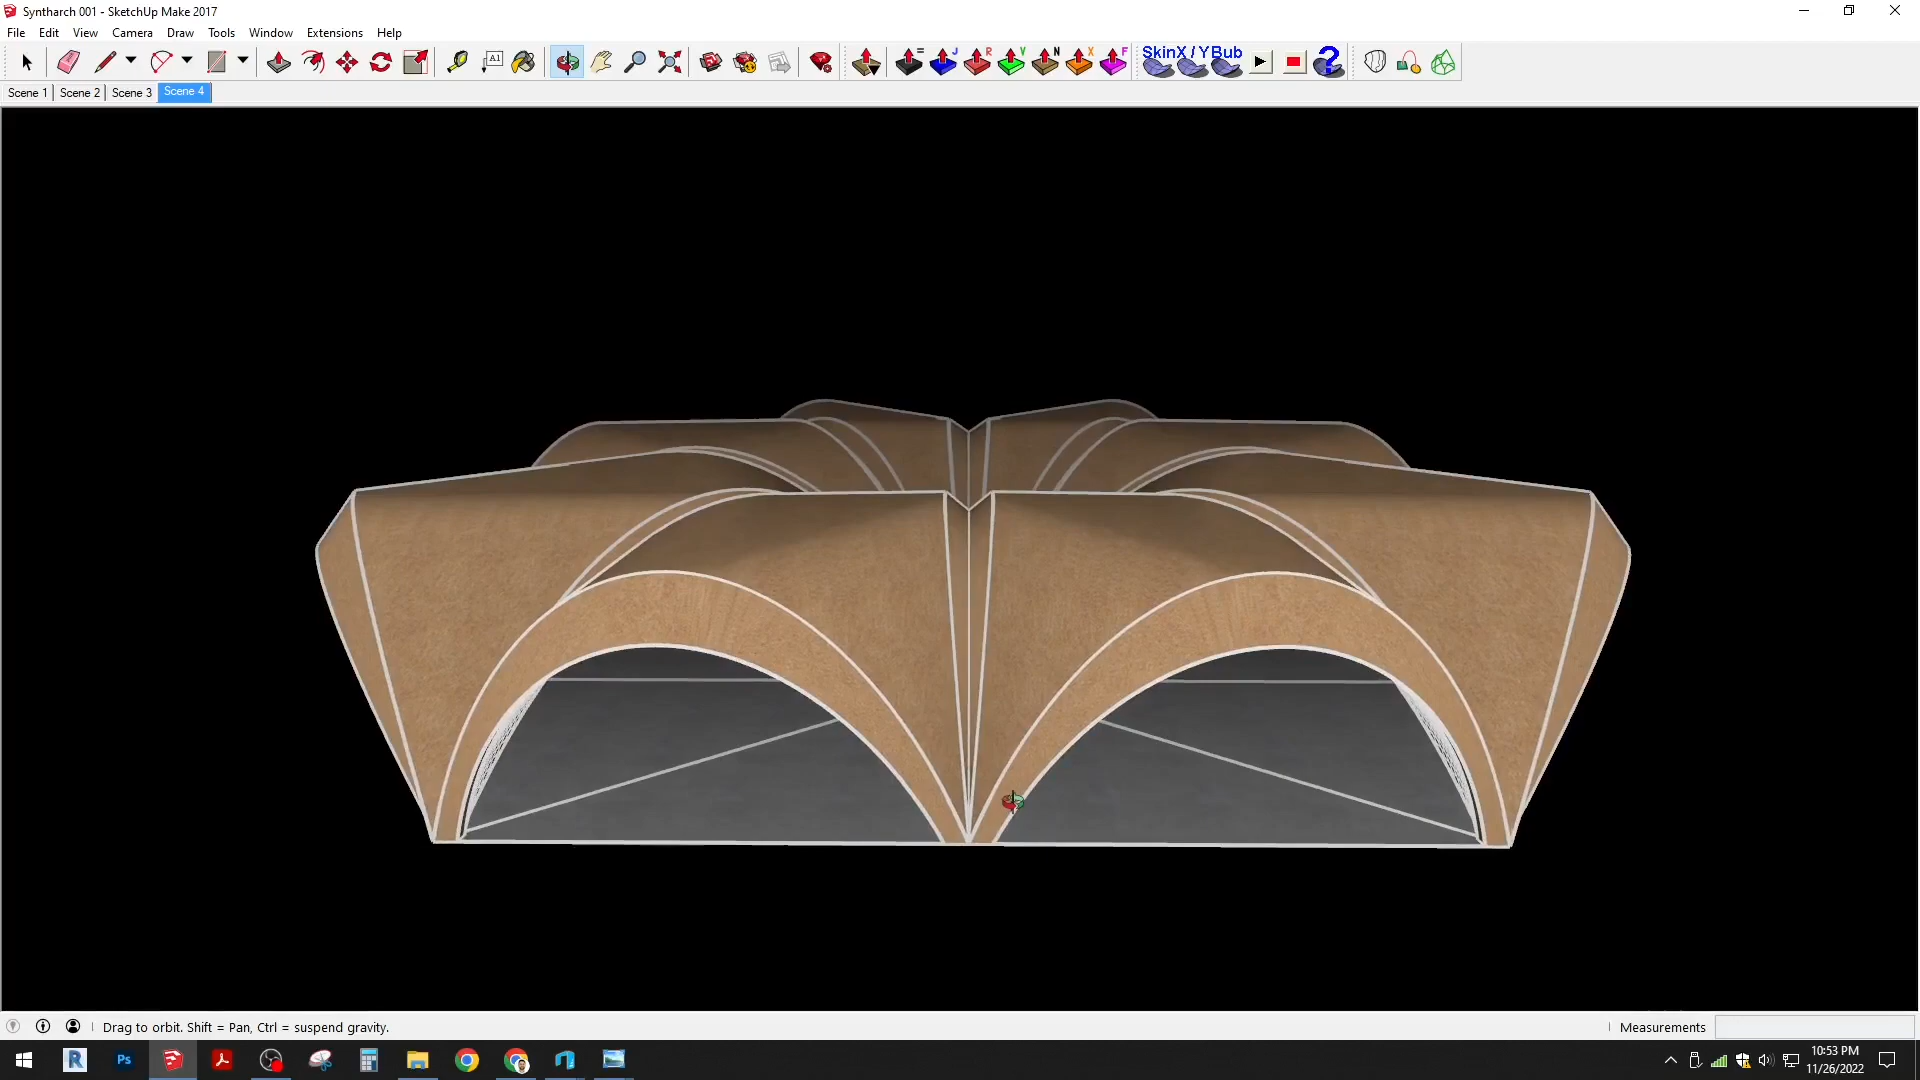 Syntharch 001 - SketchUp Make 2017
File Edit View Camera Draw Tools Window Extensions Help
A1 = J R V N X F SkinX / YBub ?
Scene 1 Scene 2 Scene 3 Scene 4
Drag to orbit. Shift = Pan, Ctrl = suspend gravity. Measurements
R Ps 10:53 PM
11/26/2022